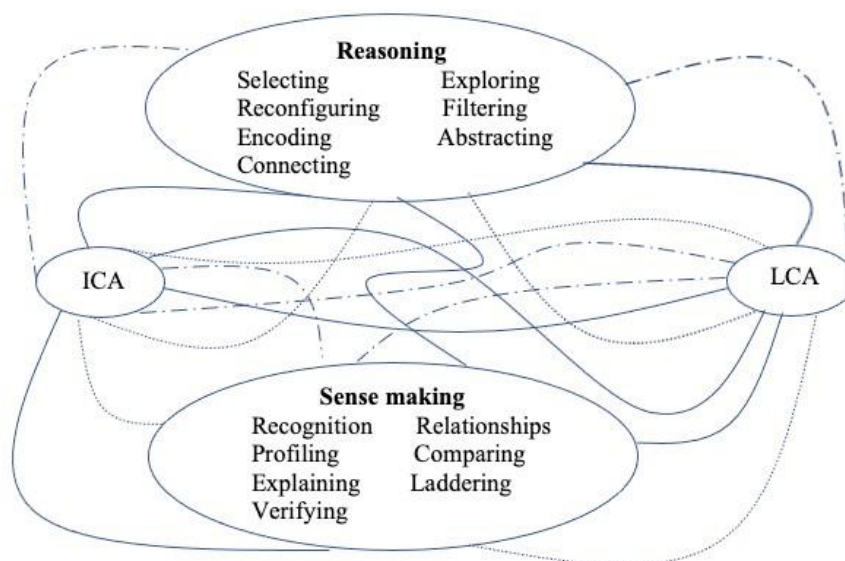 Reasoning
Selecting Exploring
Reconfiguring Filtering
Encoding Abstracting
Connecting
ICA LCA
Sense making
Recognition Relationships
Profiling Comparing
Explaining Laddering
Verifying